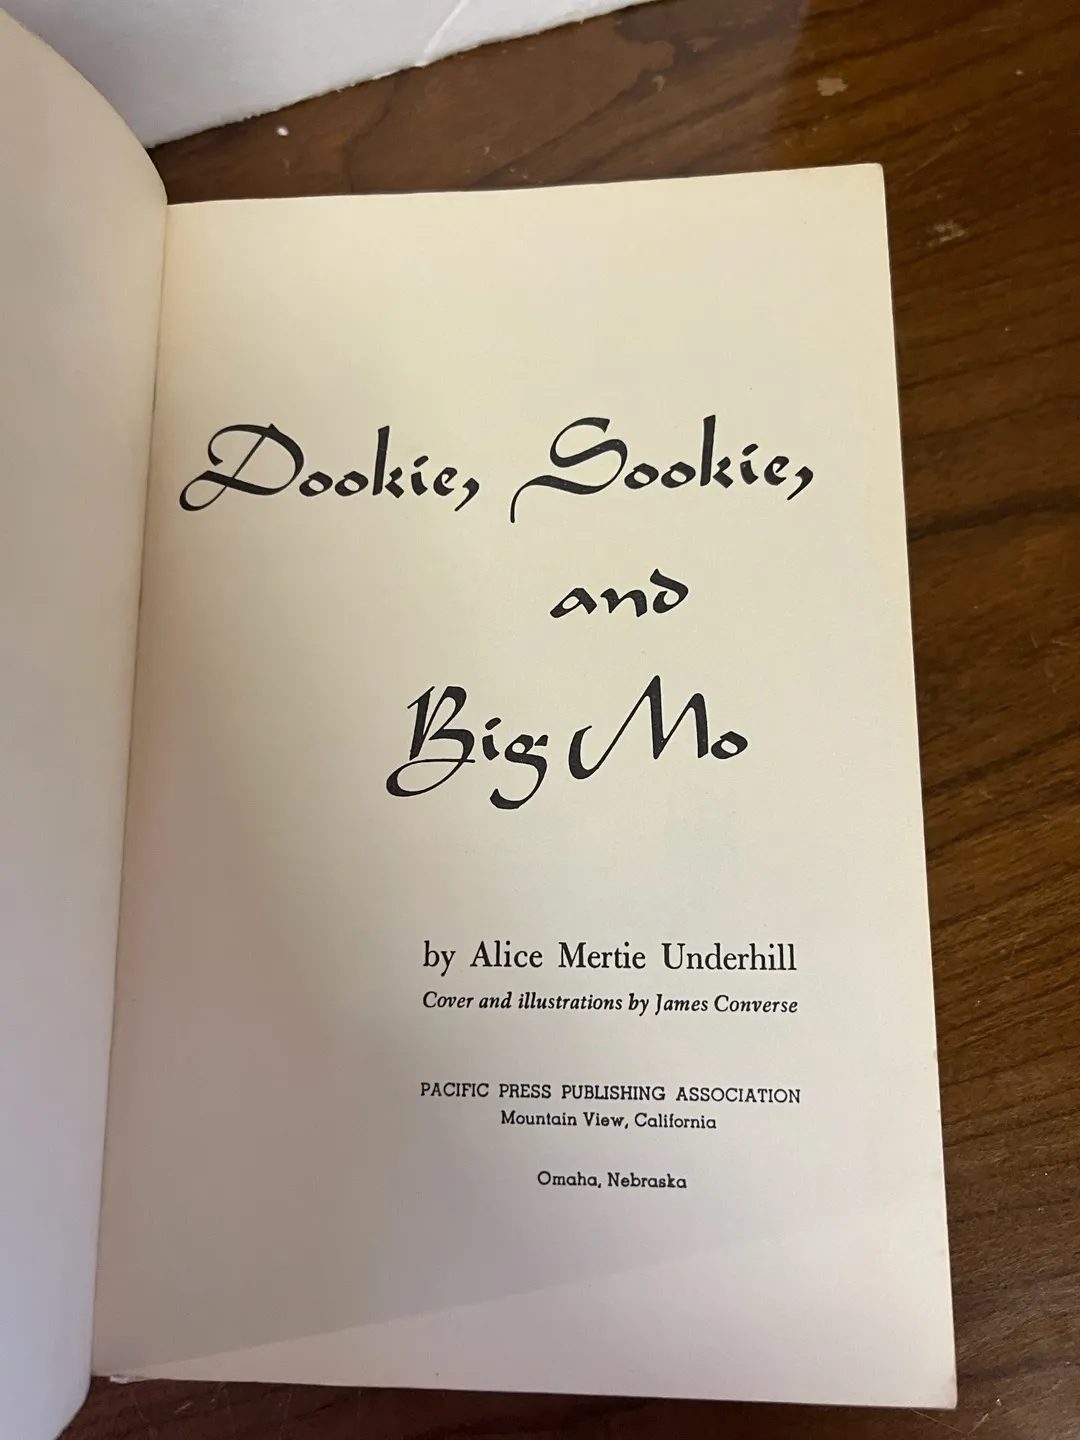 Dookie, Sookie,
and
Big Mo
by Alice Mertie Underhill
Cover and illustrations by James Converse
PACIFIC PRESS PUBLISHING ASSOCIATION
Mountain View, California
Omaha, Nebraska